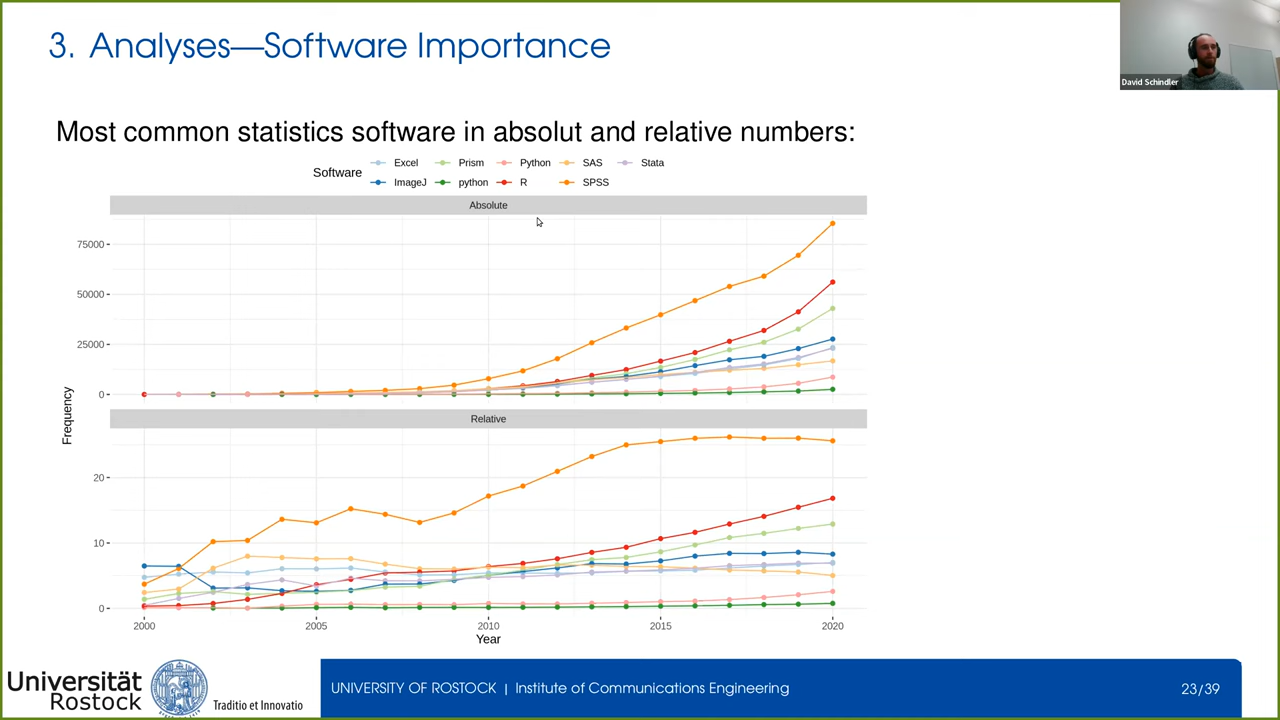 3. Analyses—Software Importance
David Schindler
Most common statistics software in absolut and relative numbers:
Software
Excel Prism Python SAS Stata
ImageJ python R SPSS
Absolute
75000
50000
25000
0
Frequency
Relative
20
10
0
2000 2005 2010 2015 2020
Year
Universität
Rostock
Traditio et Innovatio
UNIVERSITY OF ROSTOCK | Institute of Communications Engineering
23/39